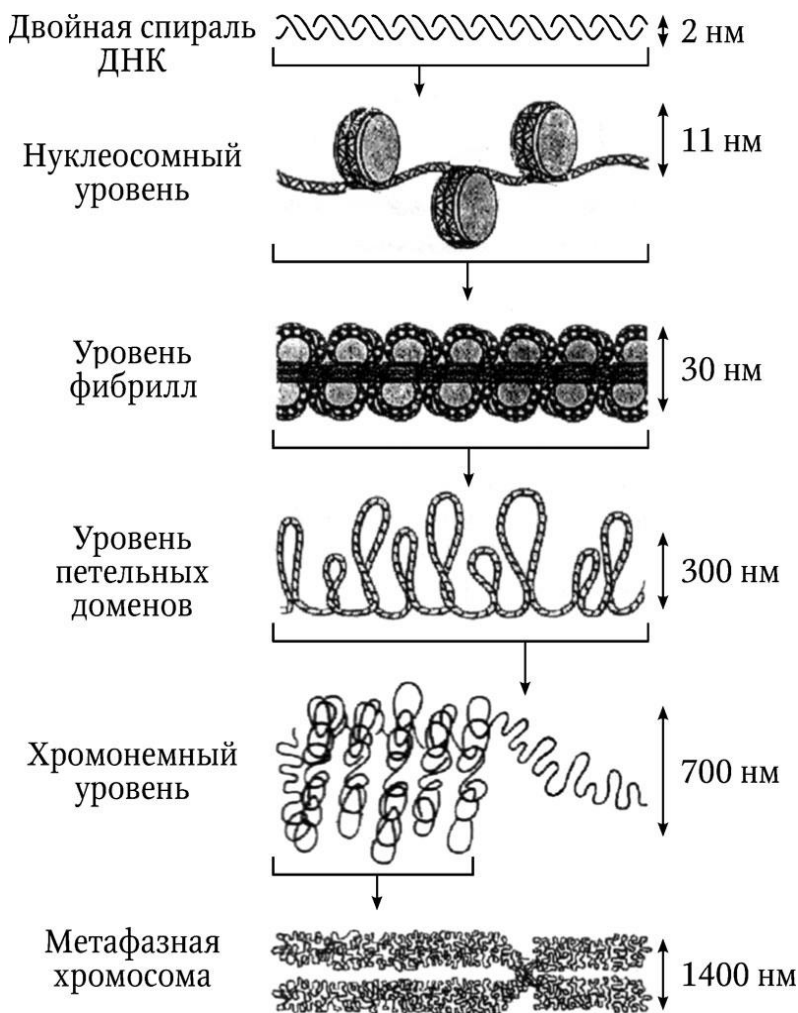 Двойная спираль
ДНК
2 нм
Нуклеосомный
уровень
11 нм
Уровень
фибрилл
30 нм
Уровень
петельных
доменов
300 нм
Хромонемный
уровень
700 нм
Метафазная
хромосома
1400 нм